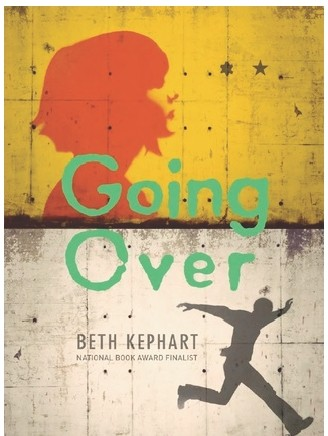 Going
Over
BETH KEPHART
NATIONAL BOOK AWARD FINALIST